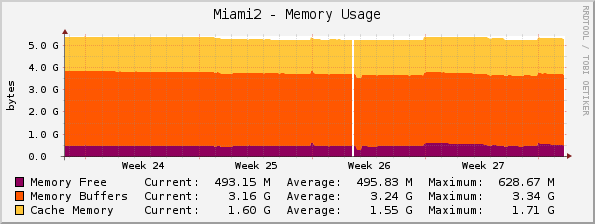 Miami2 - Memory Usage
RRDTOOL / TOBI OETIKER
bytes
5.0 G
4.0 G
3.0 G
2.0 G
1.0 G
0.0
Week 24 Week 25 Week 26 Week 27
Memory Free Current: 493.15 M Average: 495.83 M Maximum: 628.67 M
Memory Buffers Current: 3.16 G Average: 3.24 G Maximum: 3.34 G
Cache Memory Current: 1.60 G Average: 1.55 G Maximum: 1.71 G